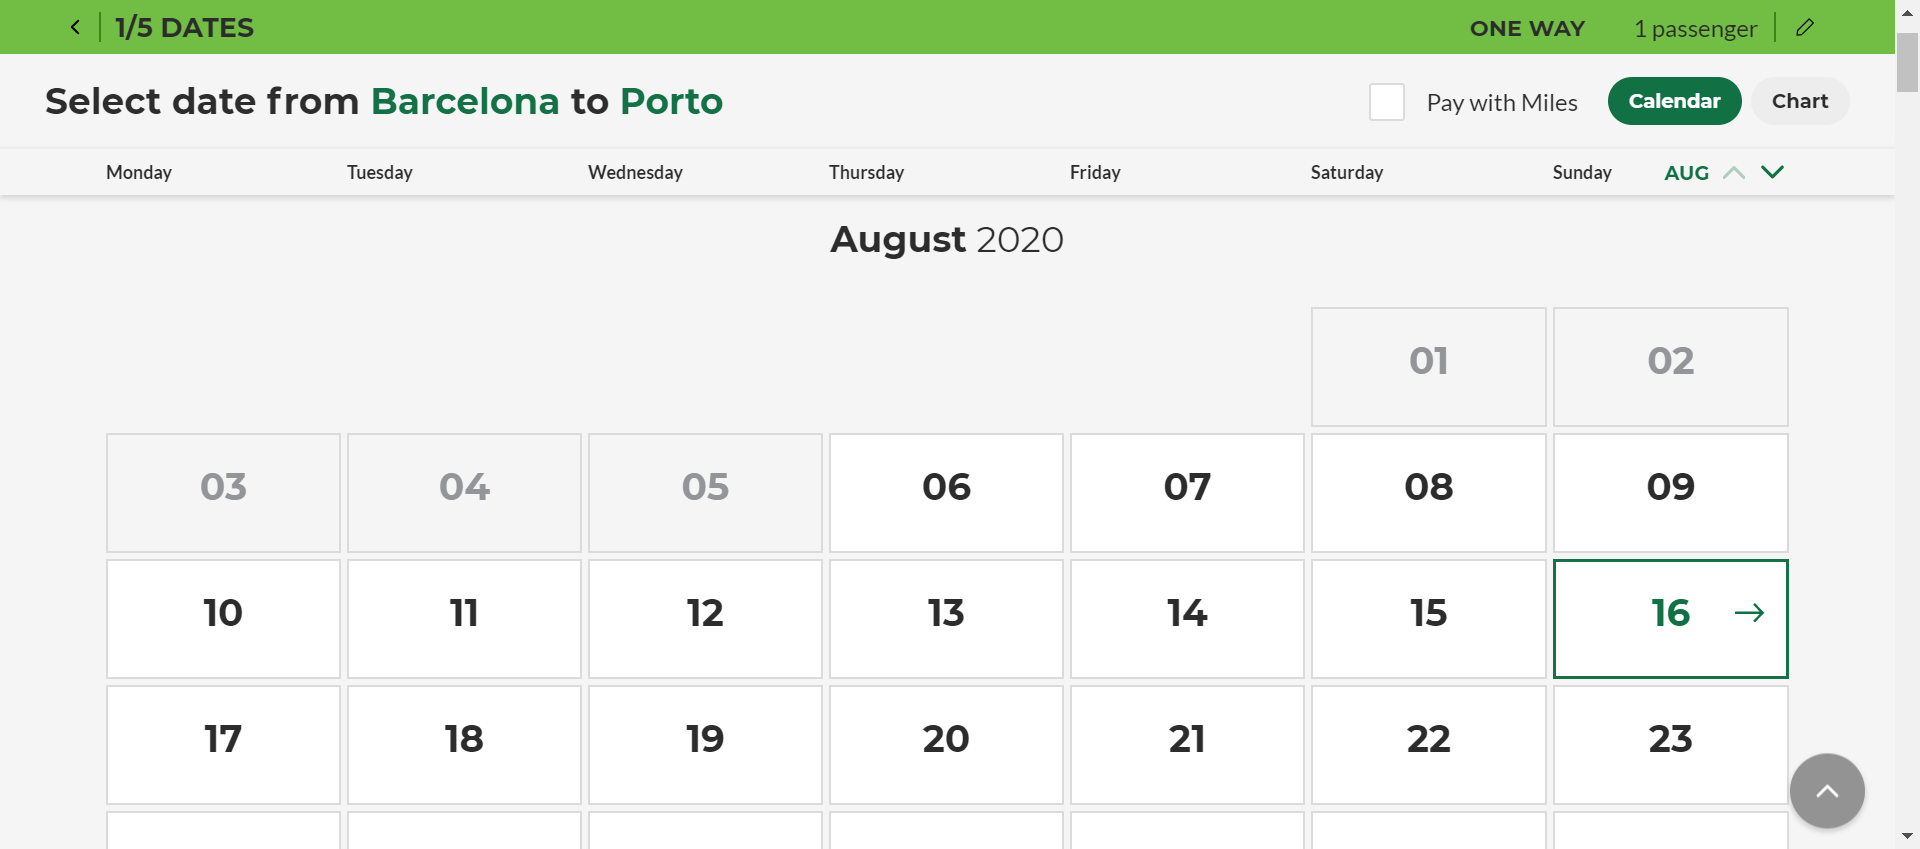 1/5 DATES ONE WAY 1 passenger
Select date from Barcelona to Porto Pay with Miles Calendar Chart
Monday Tuesday Wednesday Thursday Friday Saturday Sunday AUG
August 2020
01 02
03 04 05 06 07 08 09
10 11 12 13 14 15 16
17 18 19 20 21 22 23